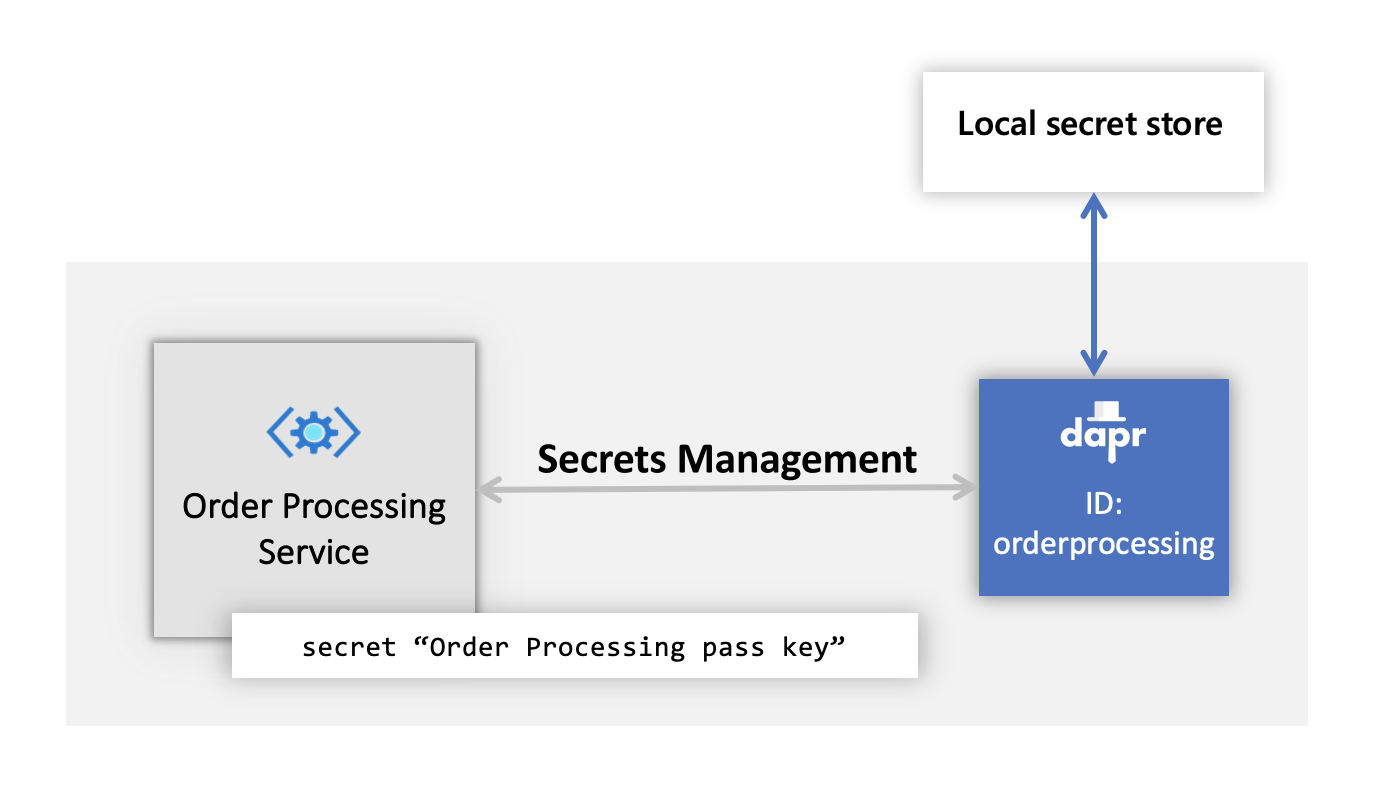 Local secret store
Secrets Management
Order Processing
Service
dapr
ID:
orderprocessing
secret “Order Processing pass key”